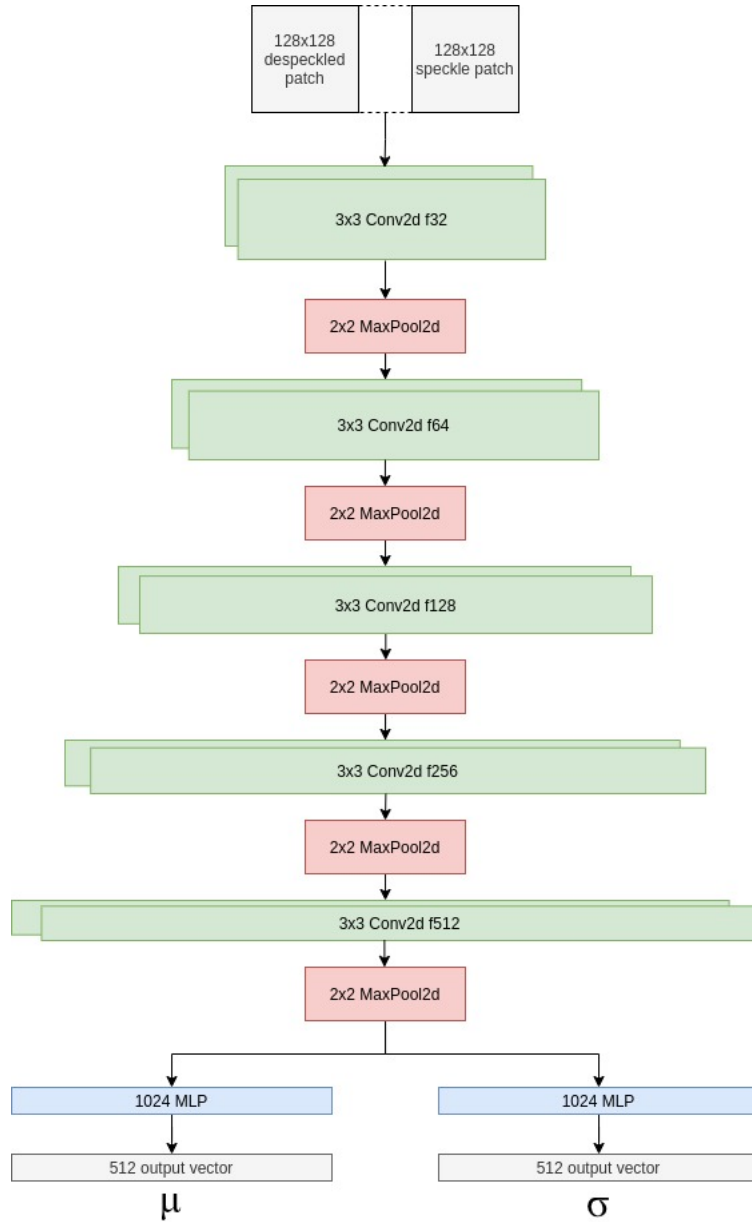 128x128
despeckled
patch
128x128
speckle patch
3x3 Conv2d f32
2x2 MaxPool2d
3x3 Conv2d f64
2x2 MaxPool2d
3x3 Conv2d f128
2x2 MaxPool2d
3x3 Conv2d f256
2x2 MaxPool2d
3x3 Conv2d f512
2x2 MaxPool2d
1024 MLP
1024 MLP
512 output vector
512 output vector
μ
σ